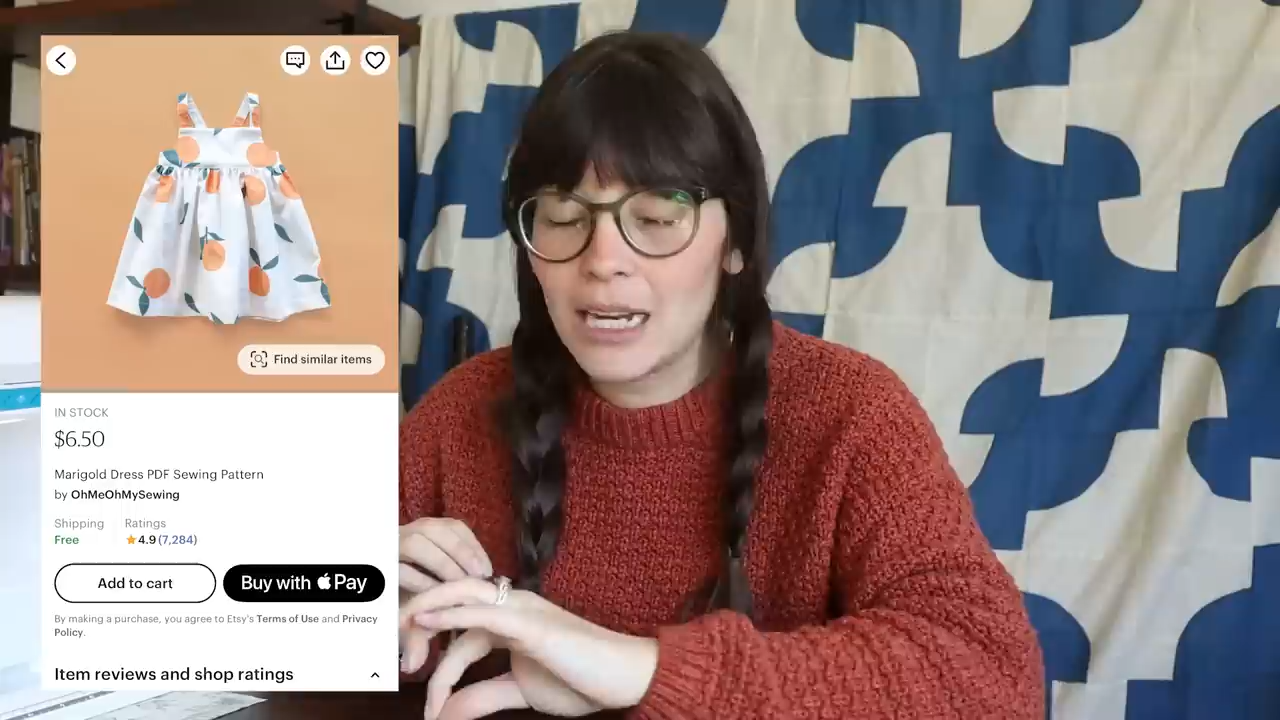 Find similar items
IN STOCK
$6.50
Marigold Dress PDF Sewing Pattern
by OhMeOhMySewing
Shipping Ratings
Free 4.9 (7,284)
Add to cart Buy with Pay
By making a purchase, you agree to Etsy's Terms of Use and Privacy
Policy.
Item reviews and shop ratings